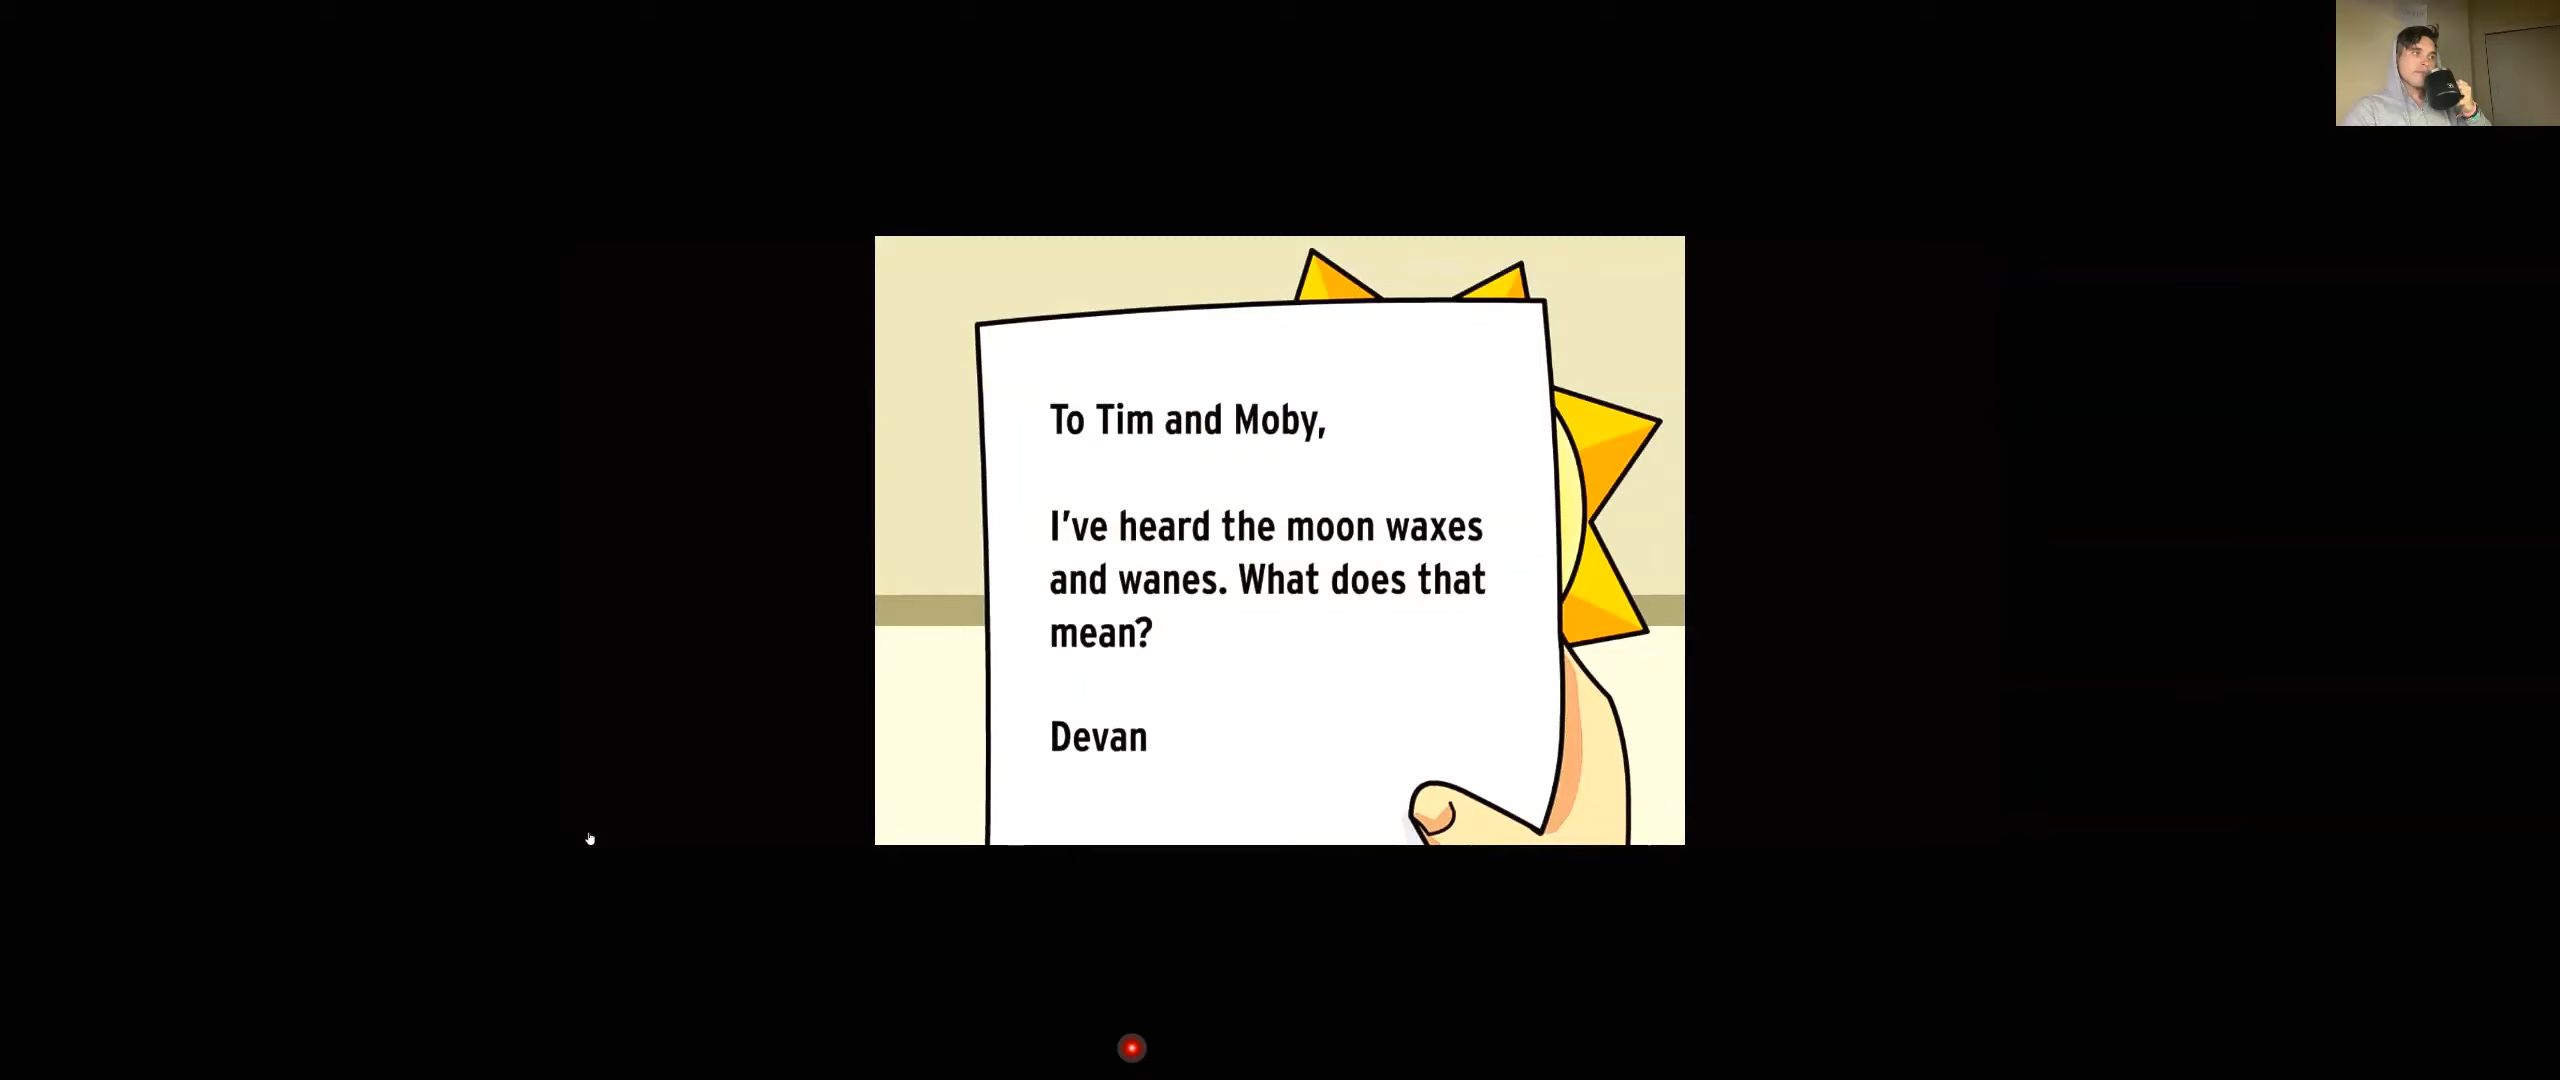 To Tim and Moby,
I've heard the moon waxes
and wanes. What does that
mean?
Devan